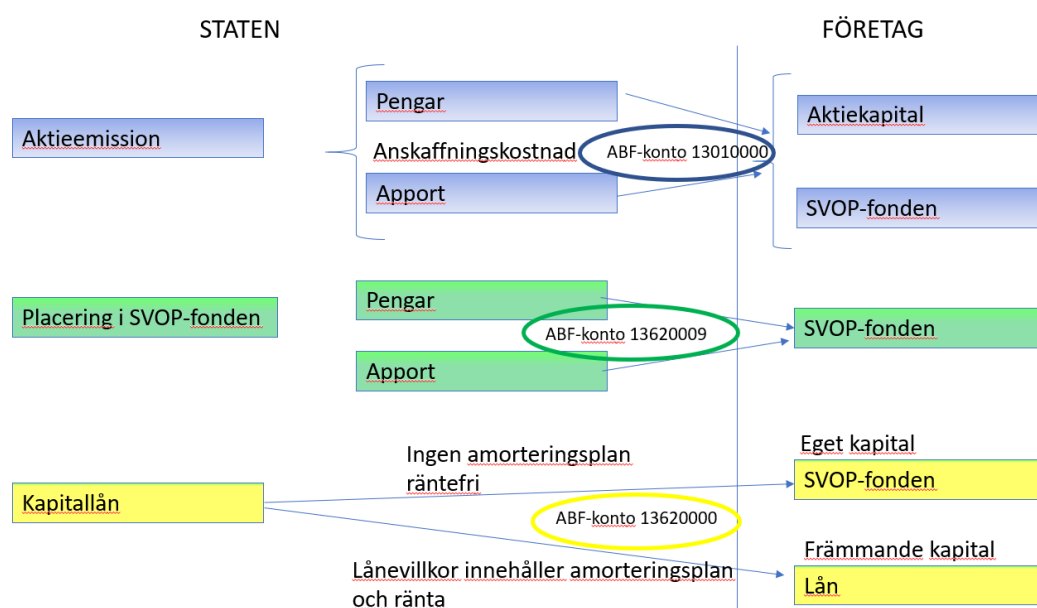 STATEN
FÖRETAG
Pengar
Aktiekapital
Aktieemission
Anskaffningskostnad
ABF-konto 13010000
Apport
SVOP-fonden
Pengar
Placering i SVOP-fonden
ABF-konto 13620009
SVOP-fonden
Apport
Ingen amorteringsplan
räntefri
Eget kapital
SVOP-fonden
Kapitallån
ABF-konto 13620000
Främmande kapital
Lånevillkor innehåller amorteringsplan
och ränta
Lån